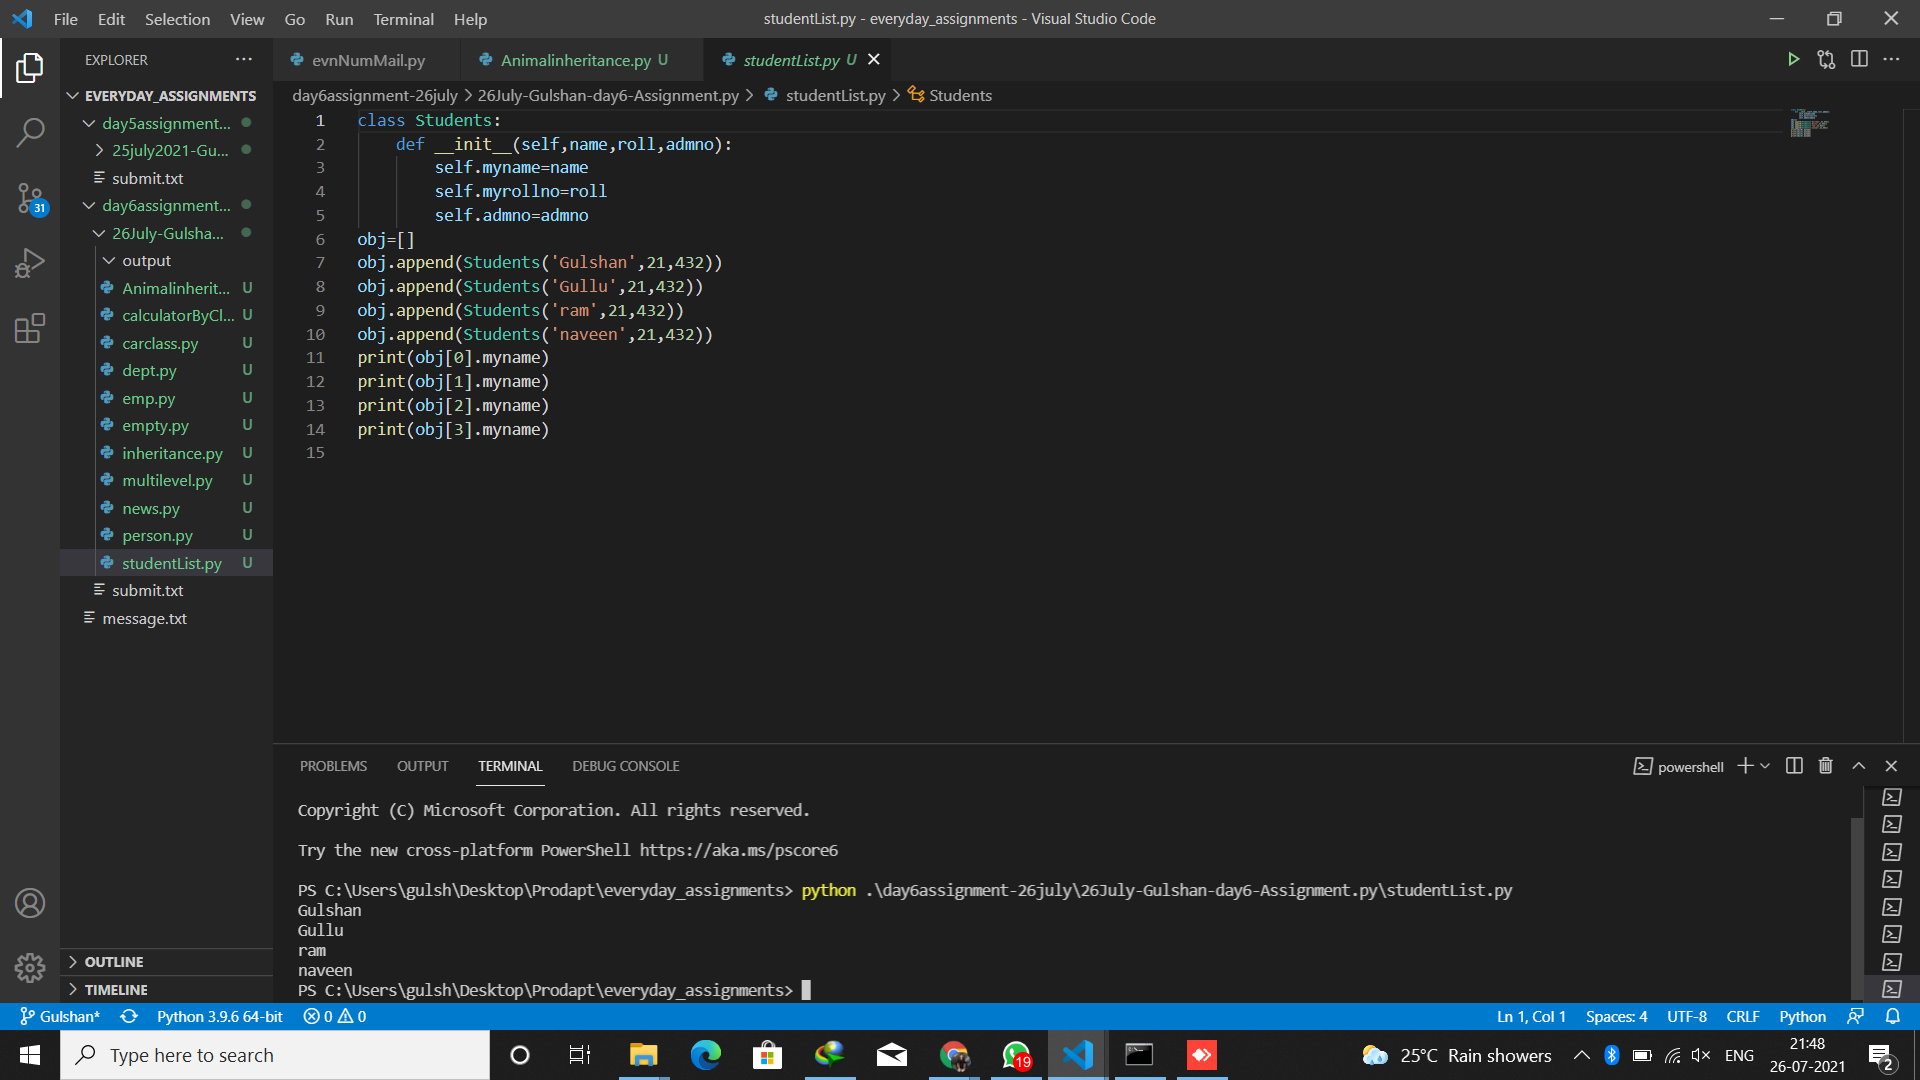 File Edit Selection View Go Run Terminal Help
studentList.py - everyday_assignments - Visual Studio Code
EXPLORER
EVERYDAY_ASSIGNMENTS
day5assignment...
25july2021-Gu...
submit.txt
day6assignment...
26July-Gulsha...
output
Animalinherit... U
calculatorByCl... U
carclass.py U
dept.py U
emp.py U
empty.py U
inheritance.py U
multilevel.py U
news.py U
person.py U
studentList.py U
submit.txt
message.txt
OUTLINE
TIMELINE
31
evnNumMail.py Animalinheritance.py U studentList.py U
day6assignment-26july > 26July-Gulshan-day6-Assignment.py > studentList.py > Students
1 class Students:
2 def __init__(self,name,roll,admno):
3 self.myname=name
4 self.myrollno=roll
5 self.admno=admno
6 obj=[]
7 obj.append(Students('Gulshan',21,432))
8 obj.append(Students('Gullu',21,432))
9 obj.append(Students('ram',21,432))
10 obj.append(Students('naveen',21,432))
11 print(obj[0].myname)
12 print(obj[1].myname)
13 print(obj[2].myname)
14 print(obj[3].myname)
15
PROBLEMS OUTPUT TERMINAL DEBUG CONSOLE
powershell
Copyright (C) Microsoft Corporation. All rights reserved.
Try the new cross-platform PowerShell https://aka.ms/pscore6
PS C:\Users\gulsh\Desktop\Prodapt\everyday_assignments> python .\day6assignment-26july\26July-Gulshan-day6-Assignment.py\studentList.py
Gulshan
Gullu
ram
naveen
PS C:\Users\gulsh\Desktop\Prodapt\everyday_assignments>
Gulshan* Python 3.9.6 64-bit 0 0
Ln 1, Col 1 Spaces: 4 UTF-8 CRLF Python
Type here to search
19
25°C Rain showers
ENG
21:48
26-07-2021
2